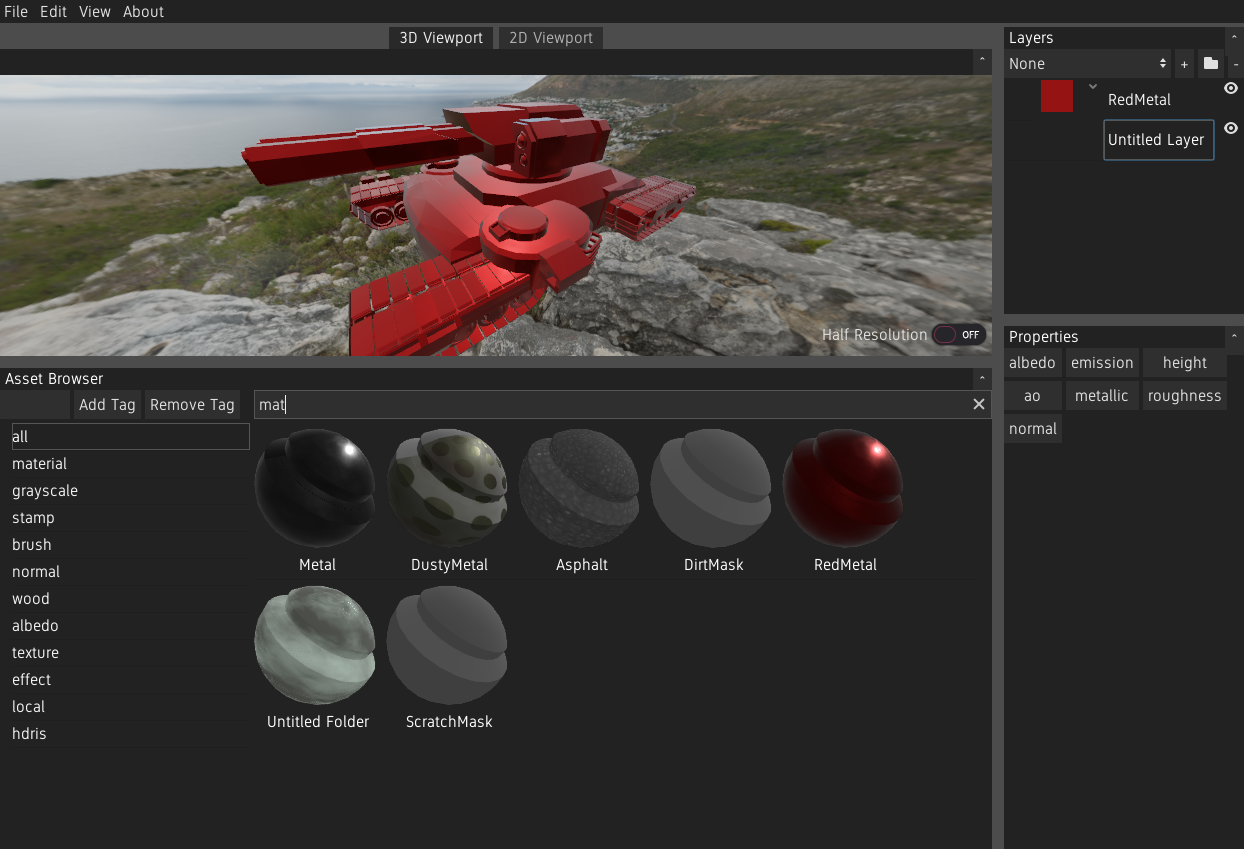 File Edit View About
3D Viewport 2D Viewport
Half Resolution OFF
Asset Browser
Add Tag Remove Tag mat
all
material
grayscale
stamp
brush
normal
wood
albedo
texture
effect
local
hdris
Metal DustyMetal Asphalt DirtMask RedMetal
Untitled Folder ScratchMask
Layers
None + -
RedMetal
Untitled Layer
Properties
albedo emission height
ao metallic roughness
normal